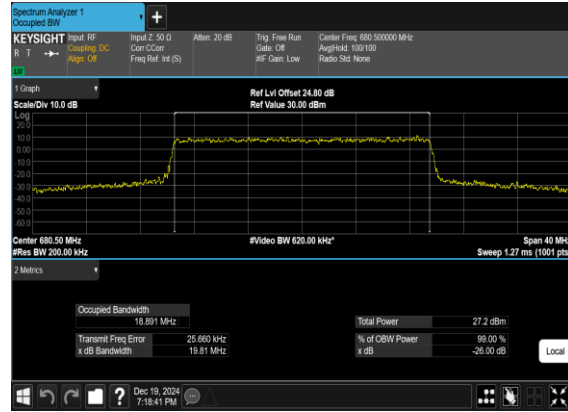 Spectrum Analyzer 1
Occupied BW
KEYSIGHT Input: RF Input Z: 50 Ω Atten: 20 dB Trig: Free Run Center Freq: 680.500000 MHz
R T Coupling: DC Corr CCorr Gate: Off Avg|Hold: 100/100
Align: Off Freq Ref: Int (S) #IF Gain: Low Radio Std: None
LXI
1 Graph
Ref Lvl Offset 24.80 dB
Scale/Div 10.0 dB Ref Value 30.00 dBm
Log
20.0
10.0
0.00
-10.0
-20.0
-30.0
-40.0
-50.0
-60.0
Center 680.50 MHz #Video BW 620.00 kHz* Span 40 MHz
#Res BW 200.00 kHz Sweep 1.27 ms (1001 pts
2 Metrics
Occupied Bandwidth
18.891 MHz Total Power 27.2 dBm
Transmit Freq Error 25.660 kHz % of OBW Power 99.00 %
x dB Bandwidth 19.81 MHz x dB -26.00 dB
Local
? Dec 19, 2024
7:18:41 PM